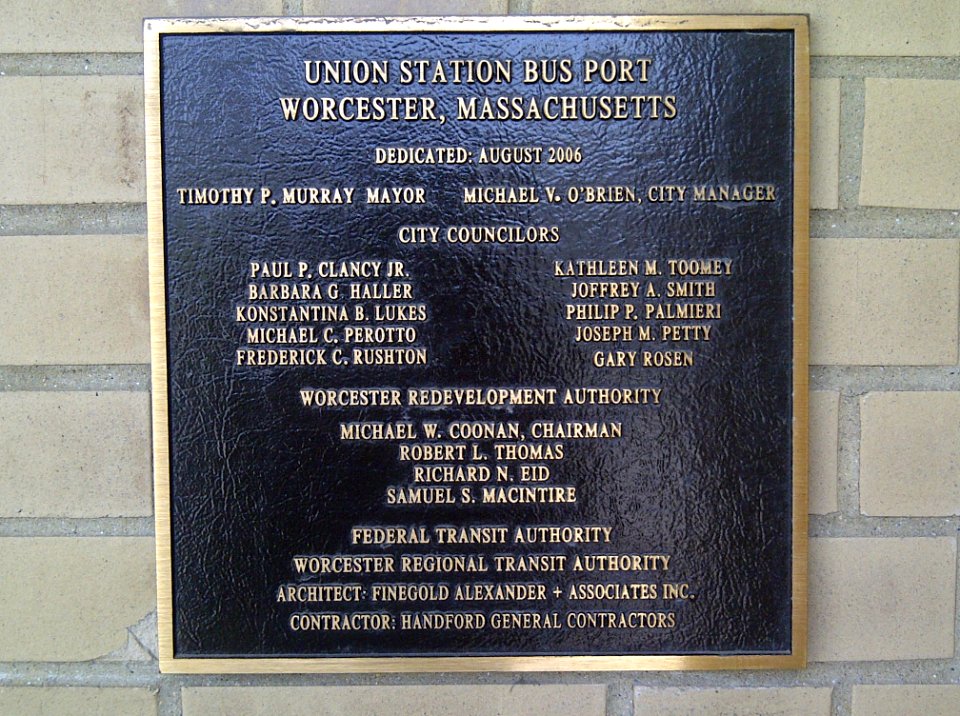 UNION STATION BUS PORT
WORCESTER, MASSACHUSETTS
DEDICATED: AUGUST 2006
TIMOTHY P. MURRAY MAYOR MICHAEL V. O'BRIEN, CITY MANAGER
CITY COUNCILORS
PAUL P. CLANCY JR. KATHLEEN M. TOOMEY
BARBARA G. HALLER JOFFREY A. SMITH
KONSTANTINA B. LUKES PHILIP P. PALMIERI
MICHAEL C. PEROTTO JOSEPH M. PETTY
FREDERICK C. RUSHTON GARY ROSEN
WORCESTER REDEVELOPMENT AUTHORITY
MICHAEL W. COONAN, CHAIRMAN
ROBERT L. THOMAS
RICHARD N. EID
SAMUEL S. MACINTIRE
FEDERAL TRANSIT AUTHORITY
WORCESTER REGIONAL TRANSIT AUTHORITY
ARCHITECT: FINEGOLD ALEXANDER + ASSOCIATES INC.
CONTRACTOR: HANDFORD GENERAL CONTRACTORS